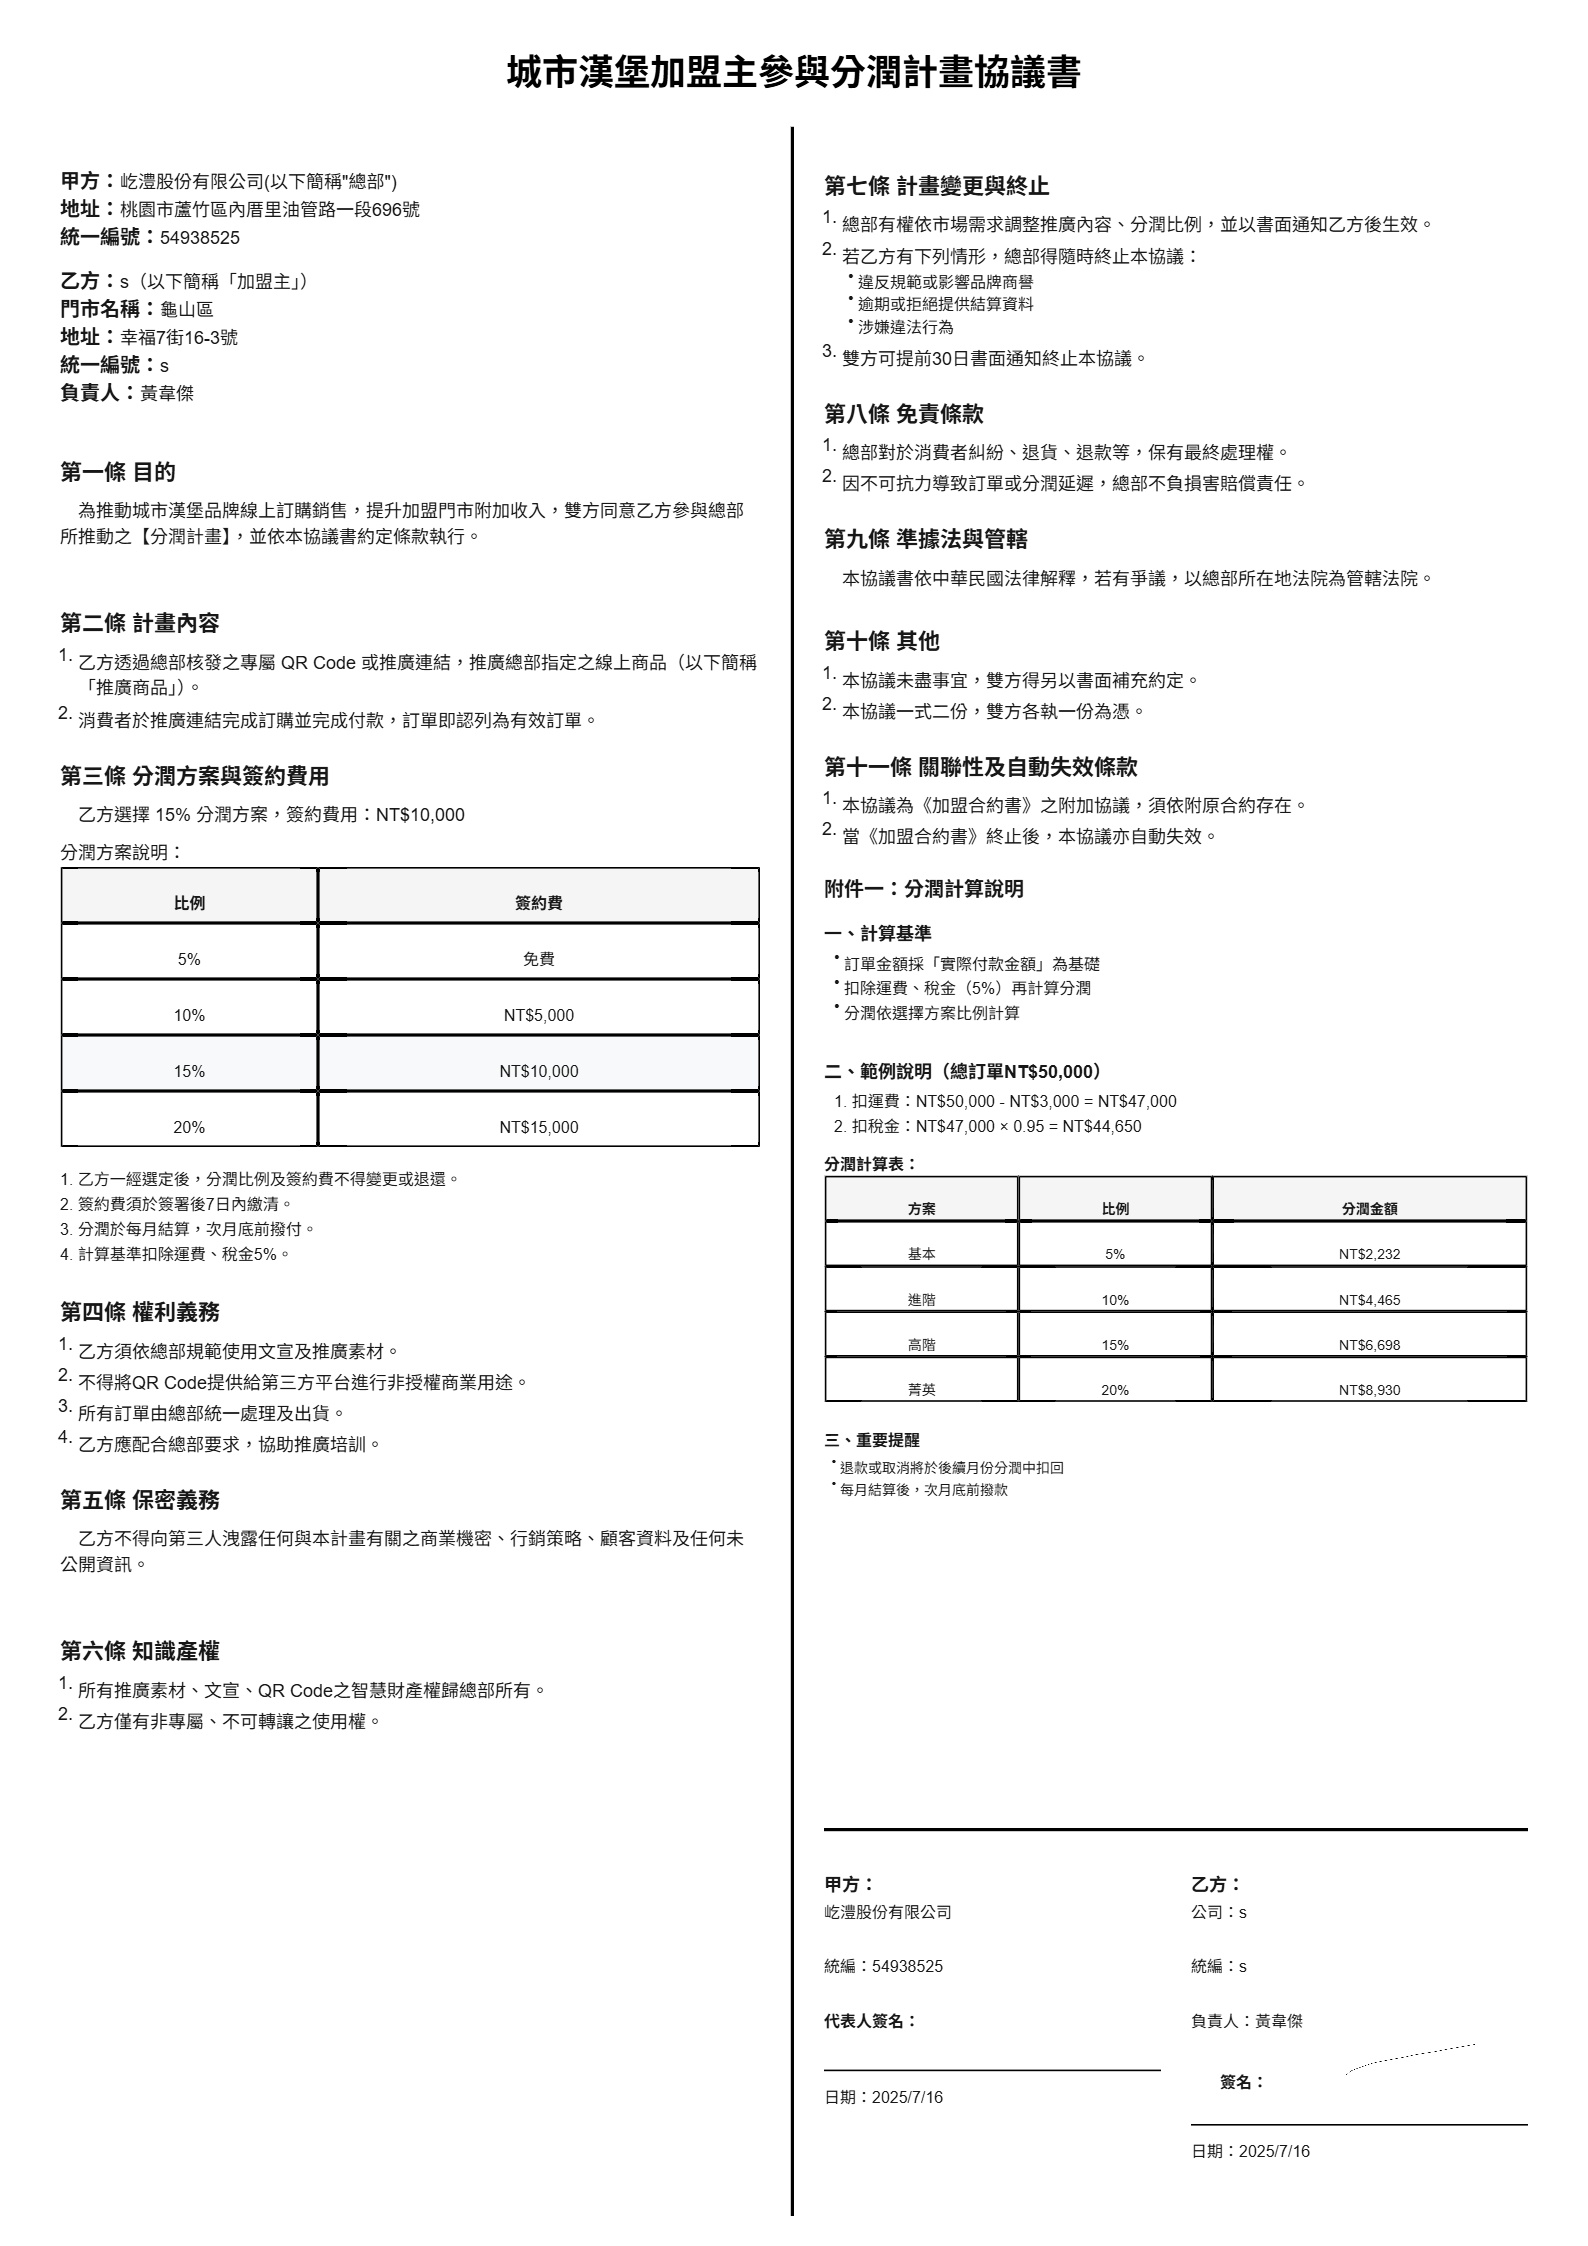 城市漢堡加盟主參與分潤計畫協議書
甲方：屹澧股份有限公司(以下簡稱"總部")
地址：桃園市蘆竹區內厝里油管路一段696號
統一編號：54938525
乙方：s（以下簡稱「加盟主」）
門市名稱：龜山區
地址：幸福7街16-3號
統一編號：s
負責人：黃韋傑
第一條 目的
為推動城市漢堡品牌線上訂購銷售，提升加盟門市附加收入，雙方同意乙方參與總部
所推動之【分潤計畫】，並依本協議書約定條款執行。
第二條 計畫內容
1. 乙方透過總部核發之專屬 QR Code 或推廣連結，推廣總部指定之線上商品（以下簡稱
「推廣商品」）。
2. 消費者於推廣連結完成訂購並完成付款，訂單即認列為有效訂單。
第三條 分潤方案與簽約費用
乙方選擇 15% 分潤方案，簽約費用：NT$10,000
分潤方案說明：
比例 簽約費
5% 免費
10% NT$5,000
15% NT$10,000
20% NT$15,000
1. 乙方一經選定後，分潤比例及簽約費不得變更或退還。
2. 簽約費須於簽署後7日內繳清。
3. 分潤於每月結算，次月底前撥付。
4. 計算基準扣除運費、稅金5%。
第四條 權利義務
1. 乙方須依總部規範使用文宣及推廣素材。
2. 不得將QR Code提供給第三方平台進行非授權商業用途。
3. 所有訂單由總部統一處理及出貨。
4. 乙方應配合總部要求，協助推廣培訓。
第五條 保密義務
乙方不得向第三人洩露任何與本計畫有關之商業機密、行銷策略、顧客資料及任何未
公開資訊。
第六條 知識產權
1. 所有推廣素材、文宣、QR Code之智慧財產權歸總部所有。
2. 乙方僅有非專屬、不可轉讓之使用權。
第七條 計畫變更與終止
1. 總部有權依市場需求調整推廣內容、分潤比例，並以書面通知乙方後生效。
2. 若乙方有下列情形，總部得隨時終止本協議：
• 違反規範或影響品牌商譽
• 逾期或拒絕提供結算資料
• 涉嫌違法行為
3. 雙方可提前30日書面通知終止本協議。
第八條 免責條款
1. 總部對於消費者糾紛、退貨、退款等，保有最終處理權。
2. 因不可抗力導致訂單或分潤延遲，總部不負損害賠償責任。
第九條 準據法與管轄
本協議書依中華民國法律解釋，若有爭議，以總部所在地法院為管轄法院。
第十條 其他
1. 本協議未盡事宜，雙方得另以書面補充約定。
2. 本協議一式二份，雙方各執一份為憑。
第十一條 關聯性及自動失效條款
1. 本協議為《加盟合約書》之附加協議，須依附原合約存在。
2. 當《加盟合約書》終止後，本協議亦自動失效。
附件一：分潤計算說明
一、計算基準
• 訂單金額採「實際付款金額」為基礎
• 扣除運費、稅金（5%）再計算分潤
• 分潤依選擇方案比例計算
二、範例說明（總訂單NT$50,000）
1. 扣運費：NT$50,000 - NT$3,000 = NT$47,000
2. 扣稅金：NT$47,000 × 0.95 = NT$44,650
分潤計算表：
方案 比例 分潤金額
基本 5% NT$2,232
進階 10% NT$4,465
高階 15% NT$6,698
菁英 20% NT$8,930
三、重要提醒
• 退款或取消將於後續月份分潤中扣回
• 每月結算後，次月底前撥款
甲方：
屹澧股份有限公司
統編：54938525
代表人簽名：
日期：2025/7/16
乙方：
公司：s
統編：s
負責人：黃韋傑
簽名：
日期：2025/7/16